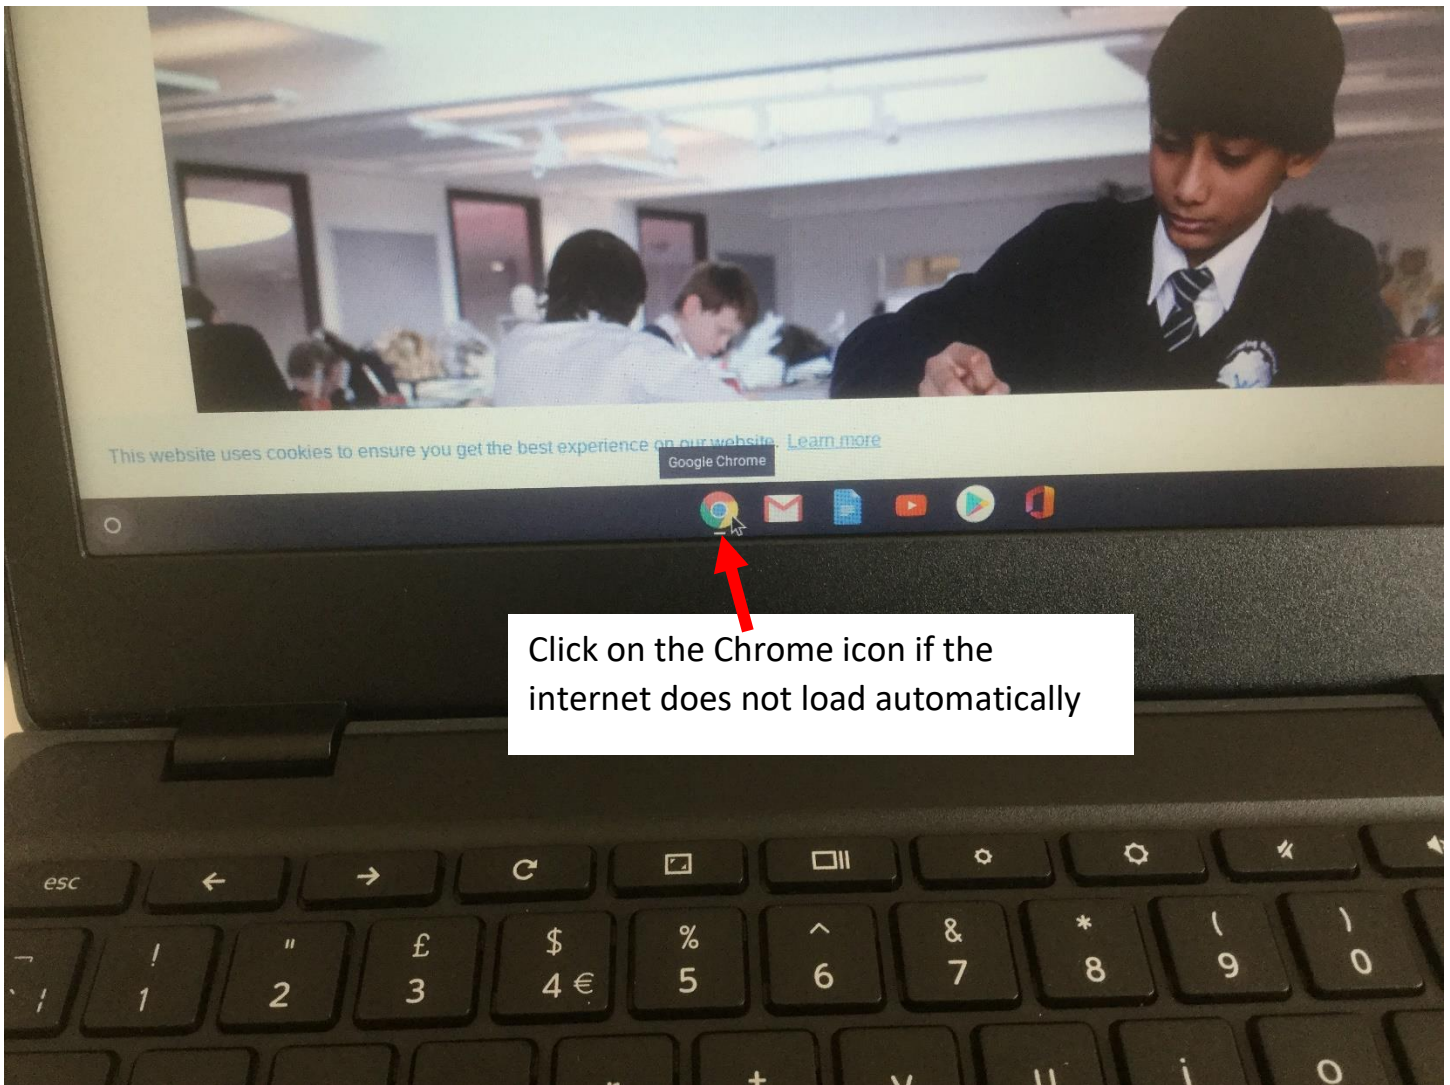 This website uses cookies to ensure you get the best experience on our website. Learn more
Google Chrome
Click on the Chrome icon if the
internet does not load automatically
esc
¬ ! " £ $ % ^ & * ( )
` ¦ 1 2 3 4 € 5 6 7 8 9 0
u i o